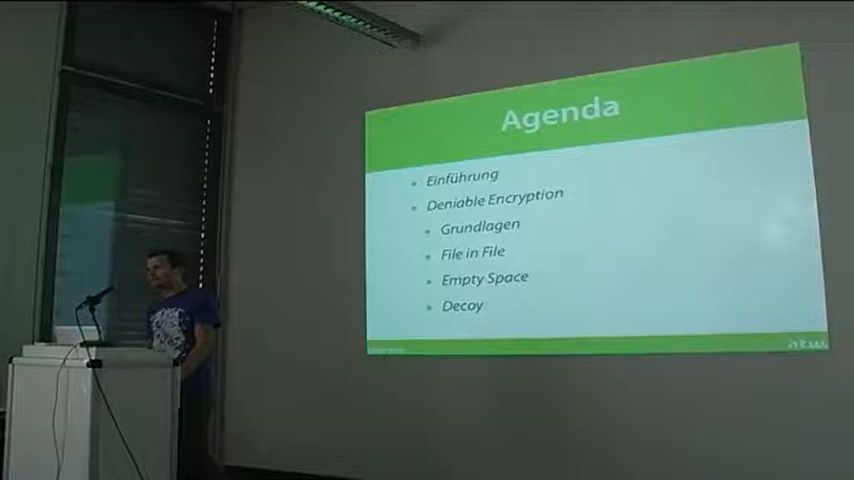 Agenda
Einführung
Deniable Encryption
Grundlagen
File in File
Empty Space
Decoy